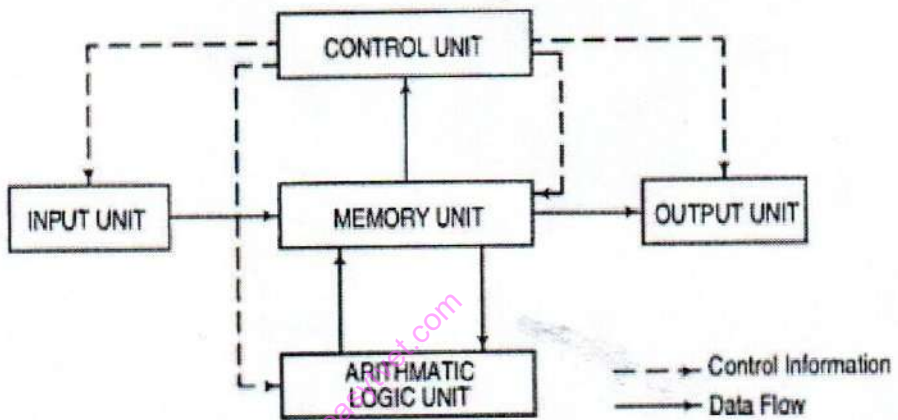 CONTROL UNIT
INPUT UNIT
MEMORY UNIT
OUTPUT UNIT
ARITHMATIC
LOGIC UNIT
Control Information
Data Flow